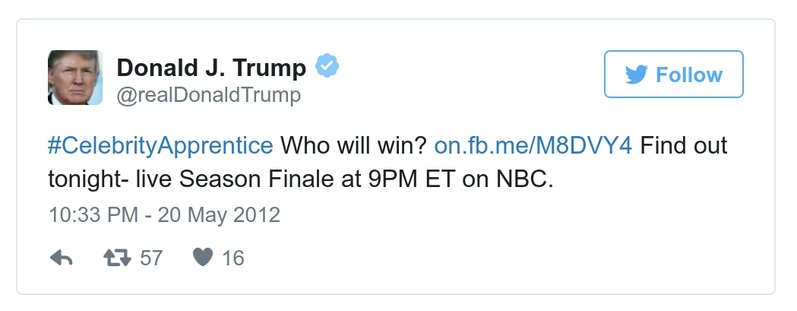 Donald J. Trump
@realDonaldTrump
Follow
#CelebrityApprentice Who will win? on.fb.me/M8DVY4 Find out
tonight- live Season Finale at 9PM ET on NBC.
10:33 PM - 20 May 2012
57 16